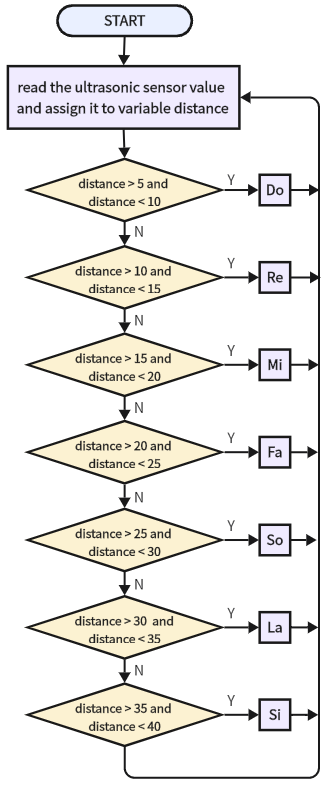 START
read the ultrasonic sensor value
and assign it to variable distance
distance > 5 and
distance < 10
Y
Do
N
distance > 10 and
distance < 15
Y
Re
N
distance > 15 and
distance < 20
Y
Mi
N
distance > 20 and
distance < 25
Y
Fa
N
distance > 25 and
distance < 30
Y
So
N
distance > 30 and
distance < 35
Y
La
N
distance > 35 and
distance < 40
Y
Si